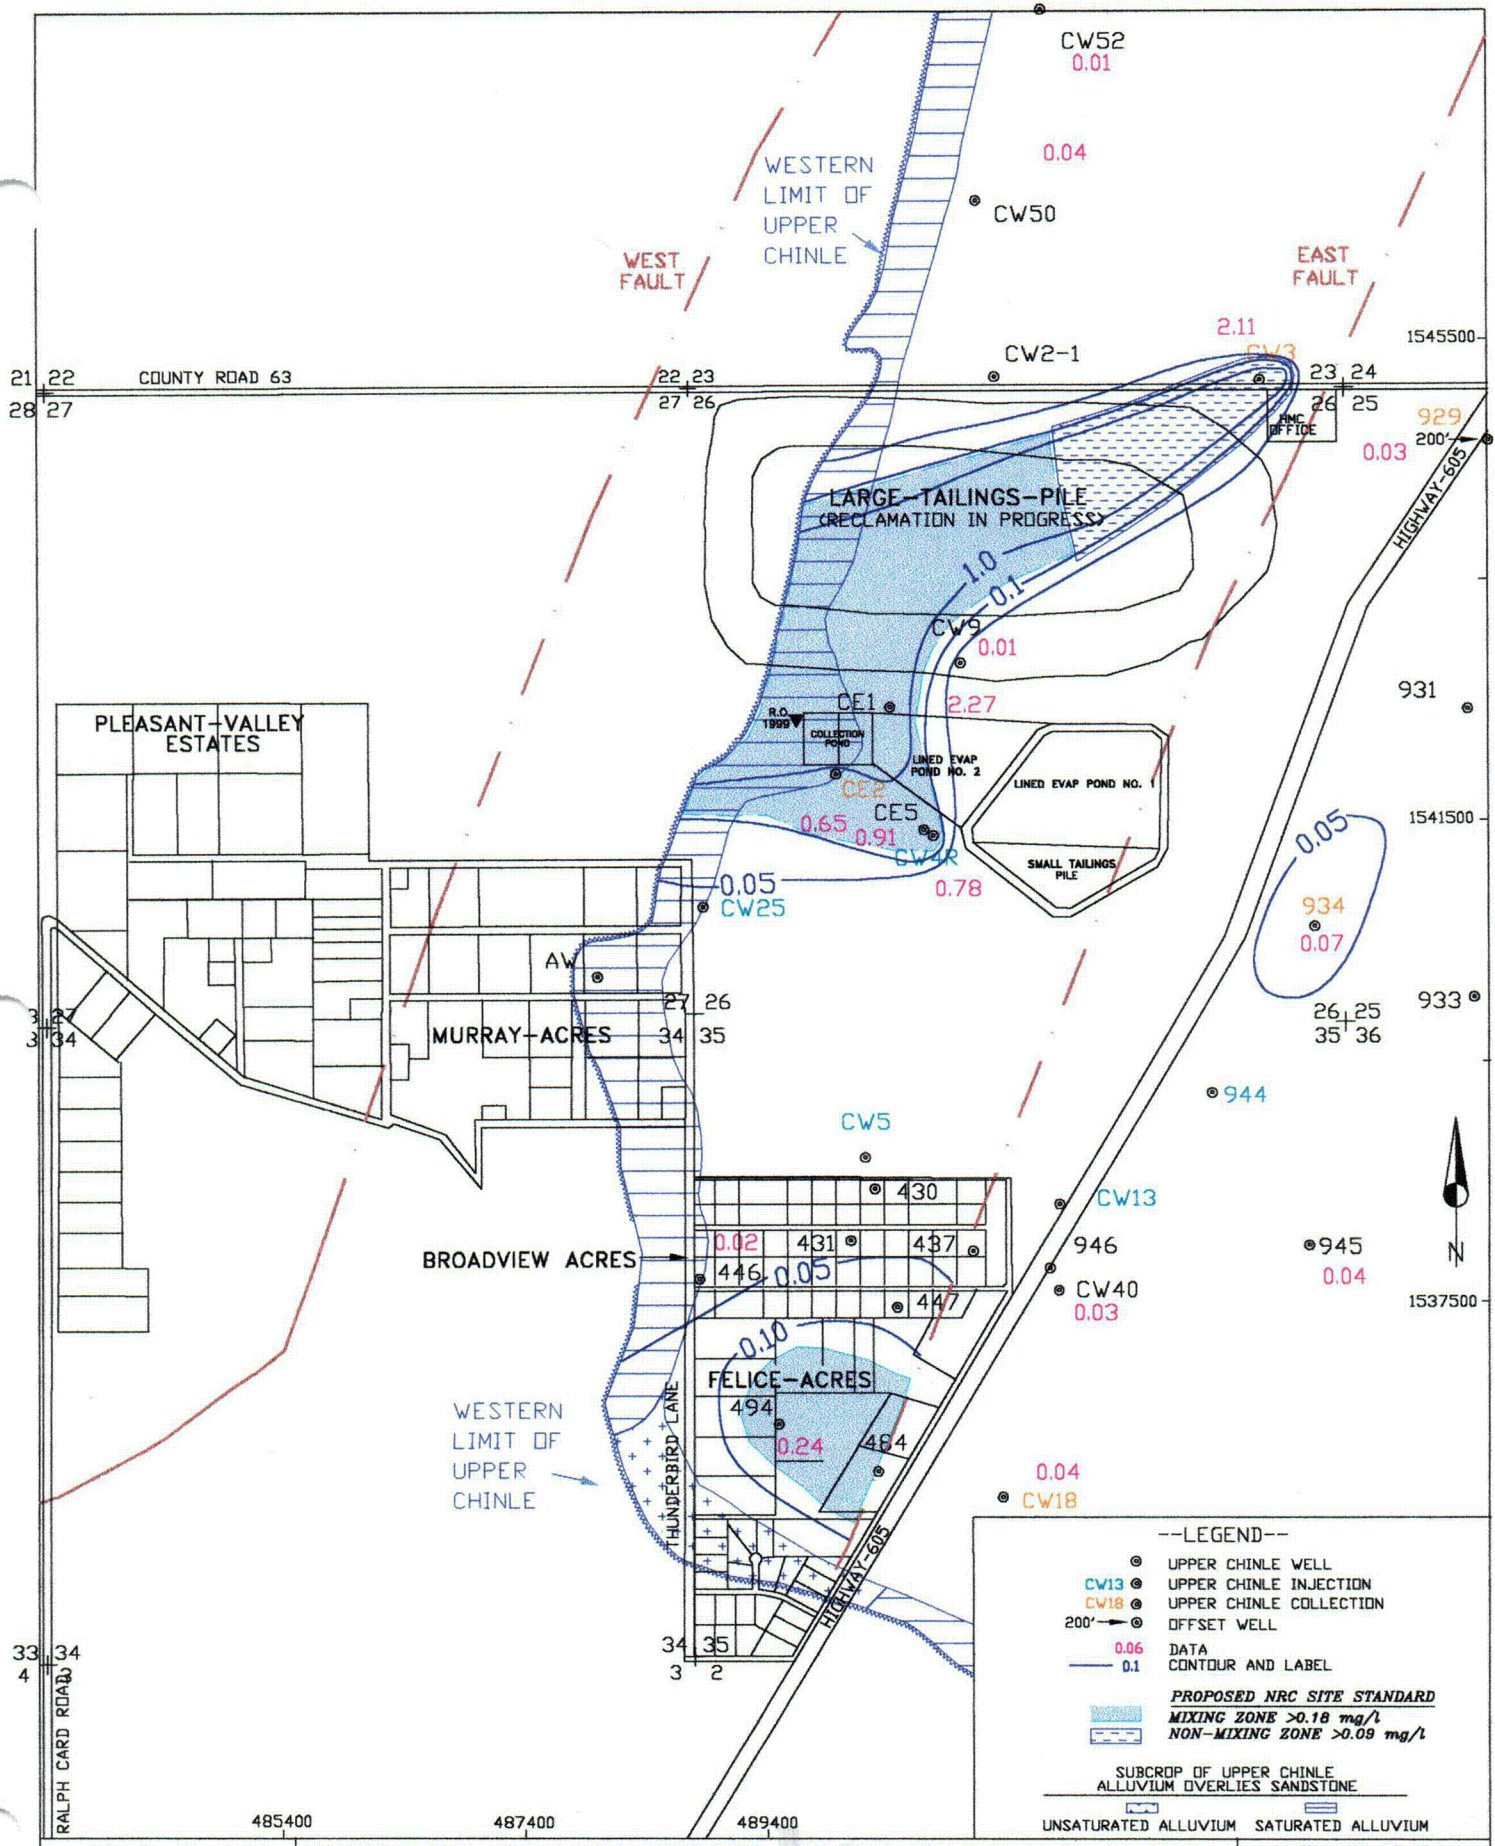 CW52
0.01
0.04
WESTERN
LIMIT OF
UPPER
CHINLE
CW50
WEST
FAULT
EAST
FAULT
2.11
1545500
CW3
CW2-1
21 22
COUNTY ROAD 63
22 23
23 24
28 27
27 26
26 25
HMC
OFFICE
929
200'
0.03
HIGHWAY-605
LARGE-TAILINGS-PILE
(RECLAMATION IN PROGRESS)
1.0
0.1
CW9
0.01
CE1
2.27
931
R.O.
1999
COLLECTION
POND
PLEASANT-VALLEY
ESTATES
LINED EVAP
POND NO. 2
LINED EVAP POND NO. 1
CE2
CE5
0.65
0.91
CW4R
1541500
0.05
SMALL TAILINGS
PILE
0.05
0.78
CW25
934
0.07
AW
933
27 26
34 35
26 25
35 36
27
34
MURRAY-ACRES
944
CW5
430
CW13
0.02
431
437
946
945
BROADVIEW ACRES
446
0.05
0.04
CW40
0.03
447
1537500
N
0.10
FELICE-ACRES
494
0.24
484
THUNDERBIRD LANE
WESTERN
LIMIT OF
UPPER
CHINLE
0.04
CW18
HIGHWAY-605
33 34
4 3
34 35
3 2
RALPH CARD ROAD
485400
487400
489400
--LEGEND--
UPPER CHINLE WELL
CW13 UPPER CHINLE INJECTION
CW18 UPPER CHINLE COLLECTION
200' OFFSET WELL
0.06 DATA
0.1 CONTOUR AND LABEL
PROPOSED NRC SITE STANDARD
MIXING ZONE >0.18 mg/l
NON-MIXING ZONE >0.09 mg/l
SUBCROP OF UPPER CHINLE
ALLUVIUM OVERLIES SANDSTONE
UNSATURATED ALLUVIUM SATURATED ALLUVIUM